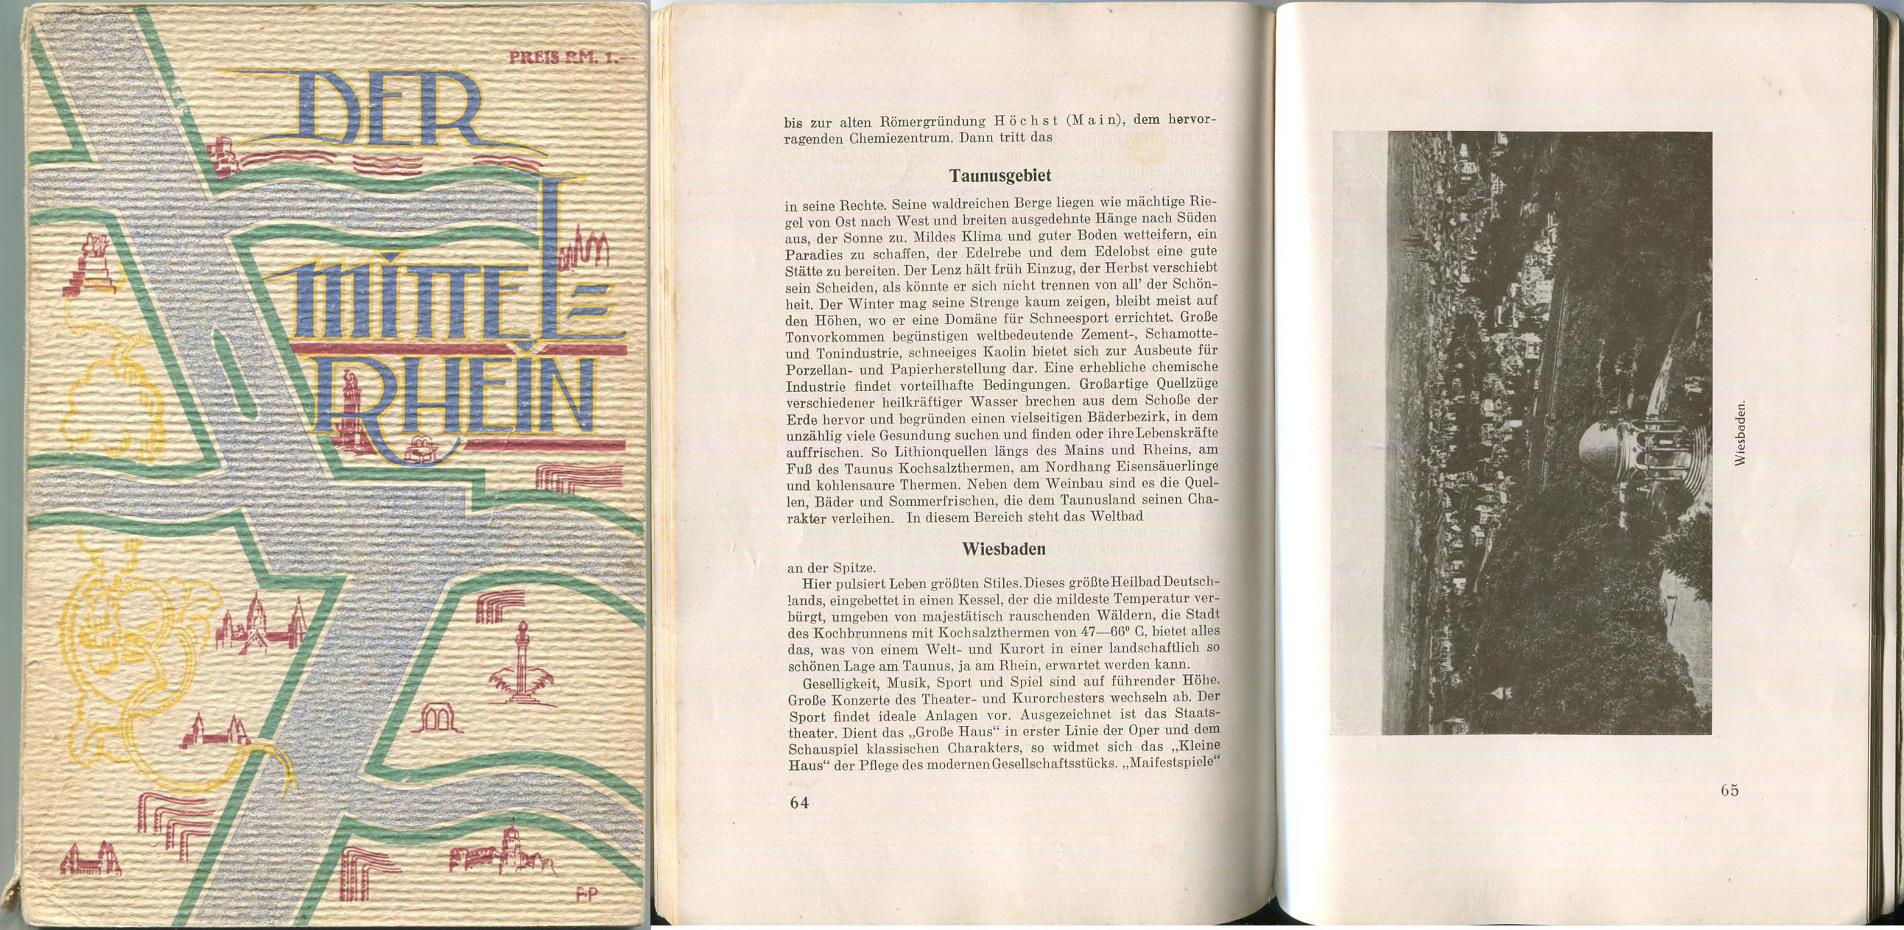 PREIS RM. 1.—
DER
MITTEL=
RHEIN
P.P
bis zur alten Römergründung Höchst (Main), dem hervor-
ragenden Chemiezentrum. Dann tritt das
Taunusgebiet
in seine Rechte. Seine waldreichen Berge liegen wie mächtige Rie-
gel von Ost nach West und breiten ausgedehnte Hänge nach Süden
aus, der Sonne zu. Mildes Klima und guter Boden wetteifern, ein
Paradies zu schaffen, der Edelrebe und dem Edelobst eine gute
Stätte zu bereiten. Der Lenz hält früh Einzug, der Herbst verschiebt
sein Scheiden, als könnte er sich nicht trennen von all' der Schön-
heit. Der Winter mag seine Strenge kaum zeigen, bleibt meist auf
den Höhen, wo er eine Domäne für Schneesport errichtet. Große
Tonvorkommen begünstigen weltbedeutende Zement-, Schamotte-
und Tonindustrie, schneeiges Kaolin bietet sich zur Ausbeute für
Porzellan- und Papierherstellung dar. Eine erhebliche chemische
Industrie findet vorteilhafte Bedingungen. Großartige Quellzüge
verschiedener heilkräftiger Wasser brechen aus dem Schoße der
Erde hervor und begründen einen vielseitigen Bäderbezirk, in dem
unzählig viele Gesundung suchen und finden oder ihre Lebenskräfte
auffrischen. So Lithionquellen längs des Mains und Rheins, am
Fuß des Taunus Kochsalzthermen, am Nordhang Eisensäuerlinge
und kohlensaure Thermen. Neben dem Weinbau sind es die Quel-
len, Bäder und Sommerfrischen, die dem Taunusland seinen Cha-
rakter verleihen. In diesem Bereich steht das Weltbad
Wiesbaden
an der Spitze.
Hier pulsiert Leben größten Stiles. Dieses größte Heilbad Deutsch-
lands, eingebettet in einen Kessel, der die mildeste Temperatur ver-
bürgt, umgeben von majestätisch rauschenden Wäldern, die Stadt
des Kochbrunnens mit Kochsalzthermen von 47—66° C, bietet alles
das, was von einem Welt- und Kurort in einer landschaftlich so
schönen Lage am Taunus, ja am Rhein, erwartet werden kann.
Geselligkeit, Musik, Sport und Spiel sind auf führender Höhe.
Große Konzerte des Theater- und Kurorchesters wechseln ab. Der
Sport findet ideale Anlagen vor. Ausgezeichnet ist das Staats-
theater. Dient das „Große Haus“ in erster Linie der Oper und dem
Schauspiel klassischen Charakters, so widmet sich das „Kleine
Haus“ der Pflege des modernen Gesellschaftsstücks. „Maifestspiele“
64
Wiesbaden.
65